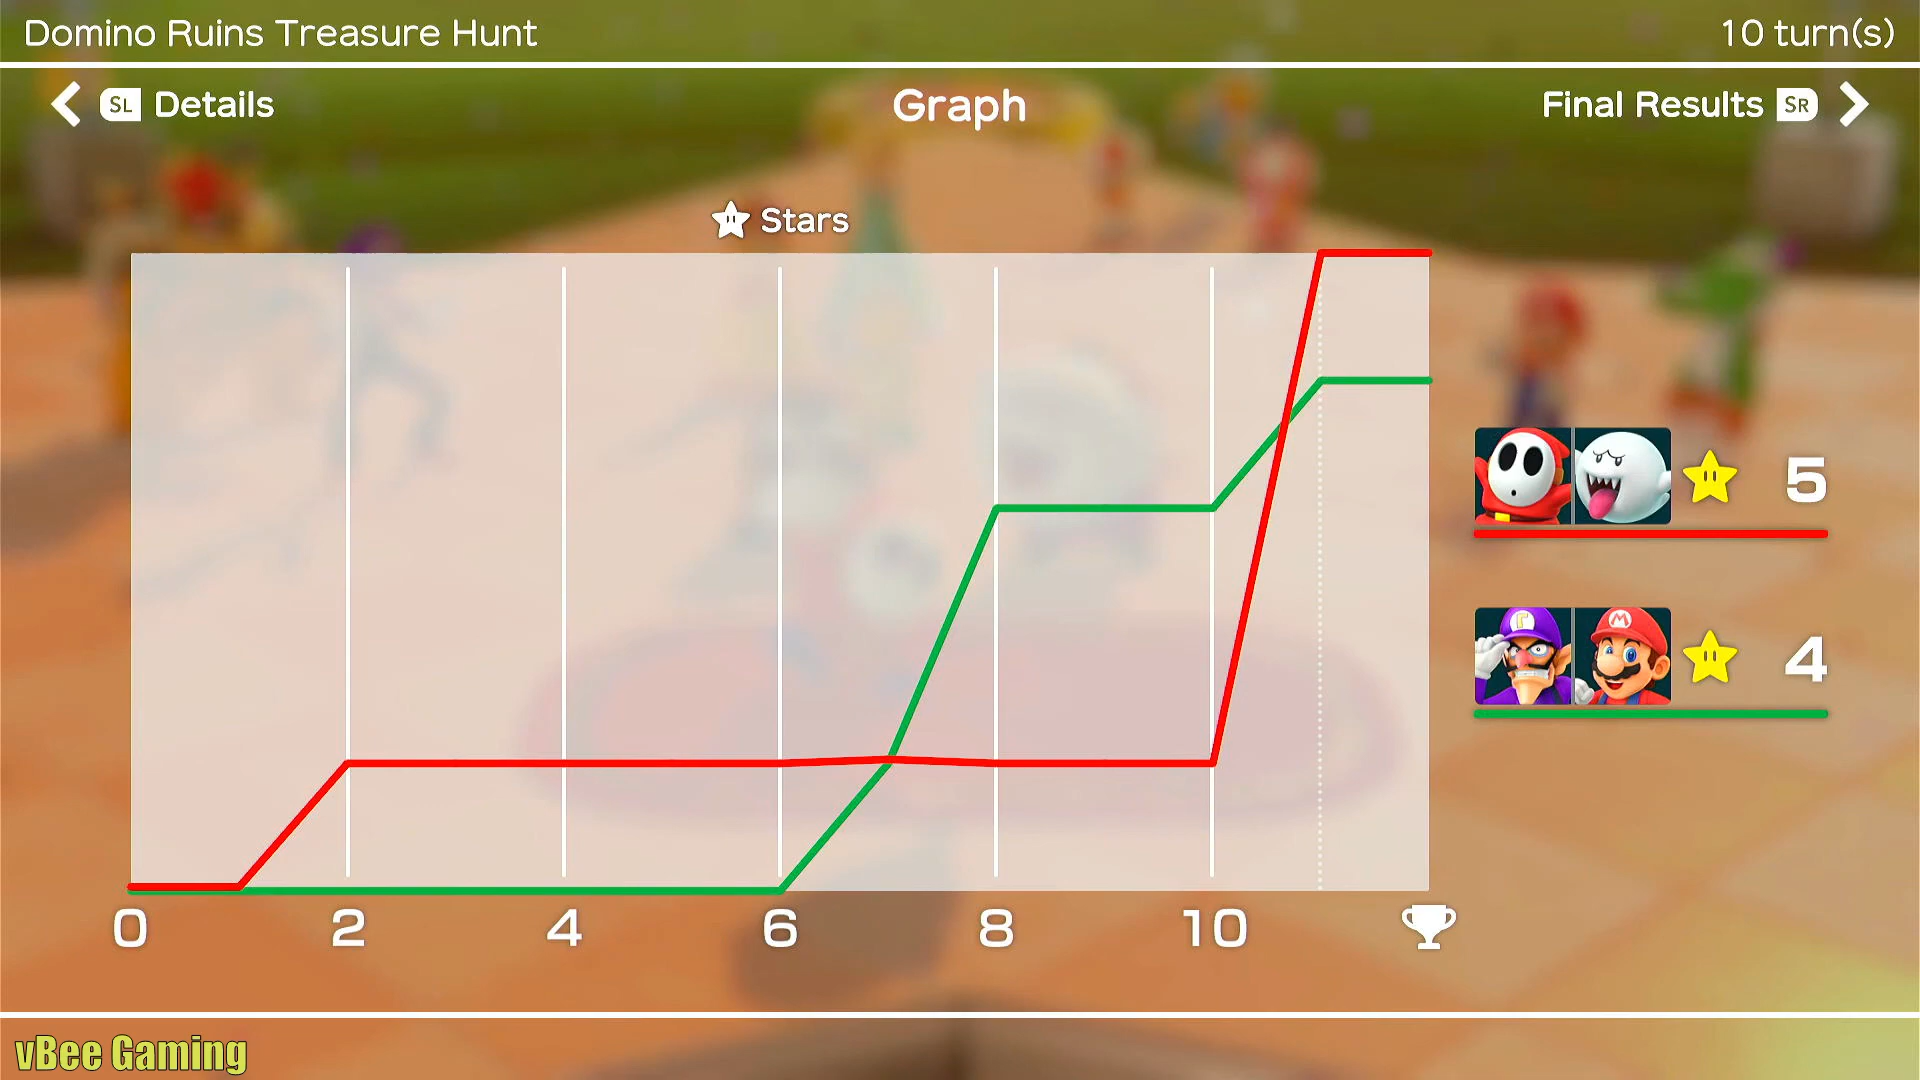 Domino Ruins Treasure Hunt
10 turn(s)
SL Details
Graph
Final Results SR
Stars
5
4
0 2 4 6 8 10
vBee Gaming